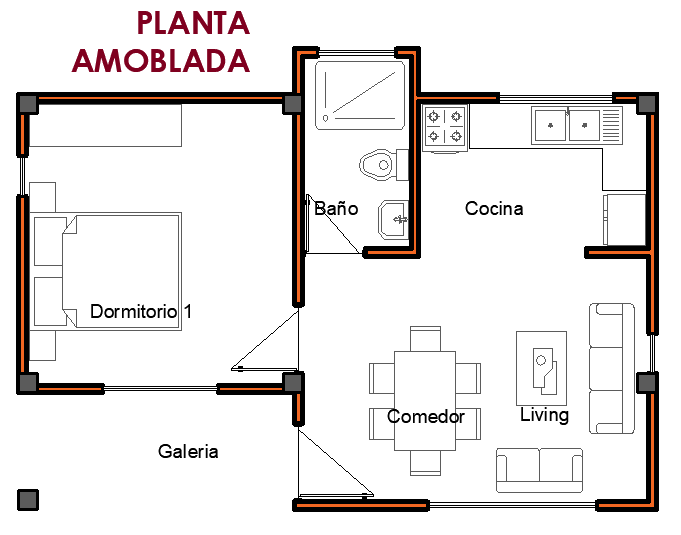 PLANTA
AMOBLADA
Baño
Cocina
Dormitorio 1
Comedor
Living
Galeria